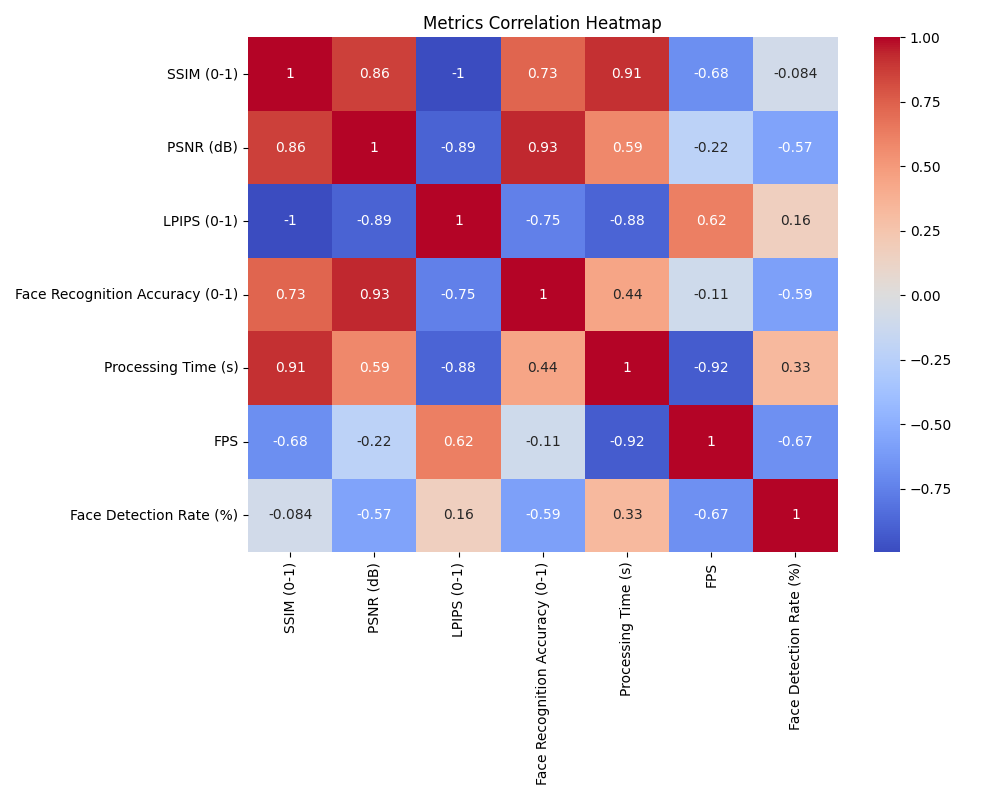 Metrics Correlation Heatmap
SSIM (0-1) 1 0.86 -1 0.73 0.91 -0.68 -0.084
PSNR (dB) 0.86 1 -0.89 0.93 0.59 -0.22 -0.57
LPIPS (0-1) -1 -0.89 1 -0.75 -0.88 0.62 0.16
Face Recognition Accuracy (0-1) 0.73 0.93 -0.75 1 0.44 -0.11 -0.59
Processing Time (s) 0.91 0.59 -0.88 0.44 1 -0.92 0.33
FPS -0.68 -0.22 0.62 -0.11 -0.92 1 -0.67
Face Detection Rate (%) -0.084 -0.57 0.16 -0.59 0.33 -0.67 1
SSIM (0-1)
PSNR (dB)
LPIPS (0-1)
Face Recognition Accuracy (0-1)
Processing Time (s)
FPS
Face Detection Rate (%)
1.00
0.75
0.50
0.25
0.00
−0.25
−0.50
−0.75